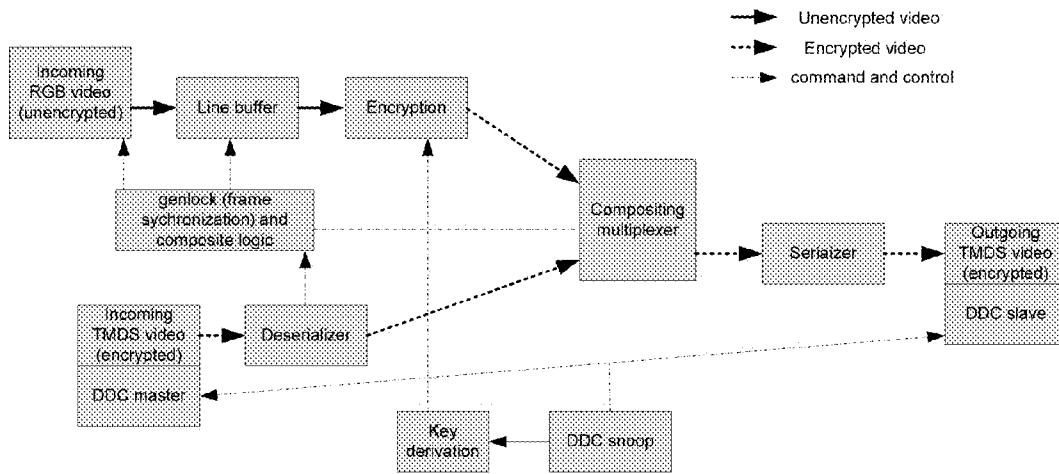 Unencrypted video
Encrypted video
command and control
Incoming
RGB video
(unencrypted)
Line buffer
Encryption
genlock (frame
sychronization) and
composite logic
Compositing
multiplexer
Seriaizer
Outgoing
TMDS video
(encrypted)
DDC slave
Incoming
TMDS video
(encrypted)
DDC master
Deserializer
Key
derivation
DDC snoop